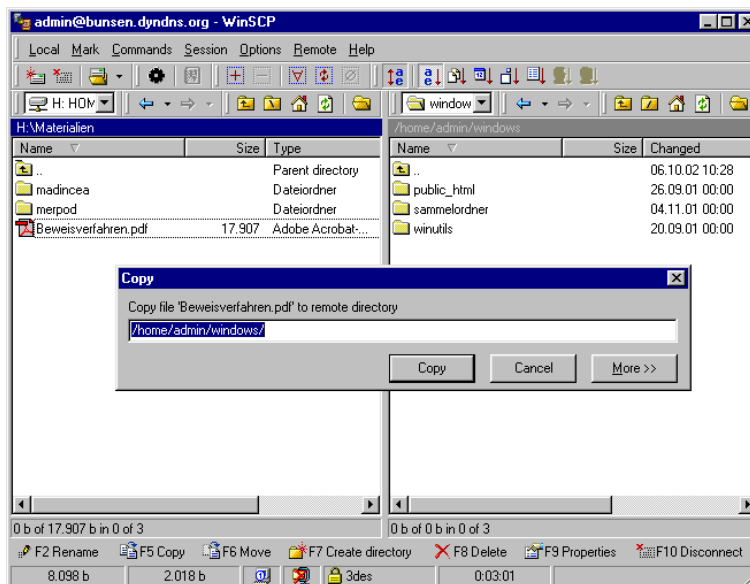 admin@bunsen.dyndns.org - WinSCP
Local Mark Commands Session Options Remote Help
H: HOM window
H:\Materialien /home/admin/windows
Name Size Type Name Size Changed
.. Parent directory .. 06.10.02 10:28
madincea Dateiordner public_html 26.09.01 00:00
merpod Dateiordner sammelordner 04.11.01 00:00
Beweisverfahren.pdf 17.907 Adobe Acrobat-... winutils 20.09.01 00:00
Copy
Copy file 'Beweisverfahren.pdf' to remote directory
/home/admin/windows/
Copy Cancel More >>
0 b of 17.907 b in 0 of 3 0 b of 0 b in 0 of 3
F2 Rename F5 Copy F6 Move F7 Create directory F8 Delete F9 Properties F10 Disconnect
8.098 b 2.018 b 3des 0:03:01